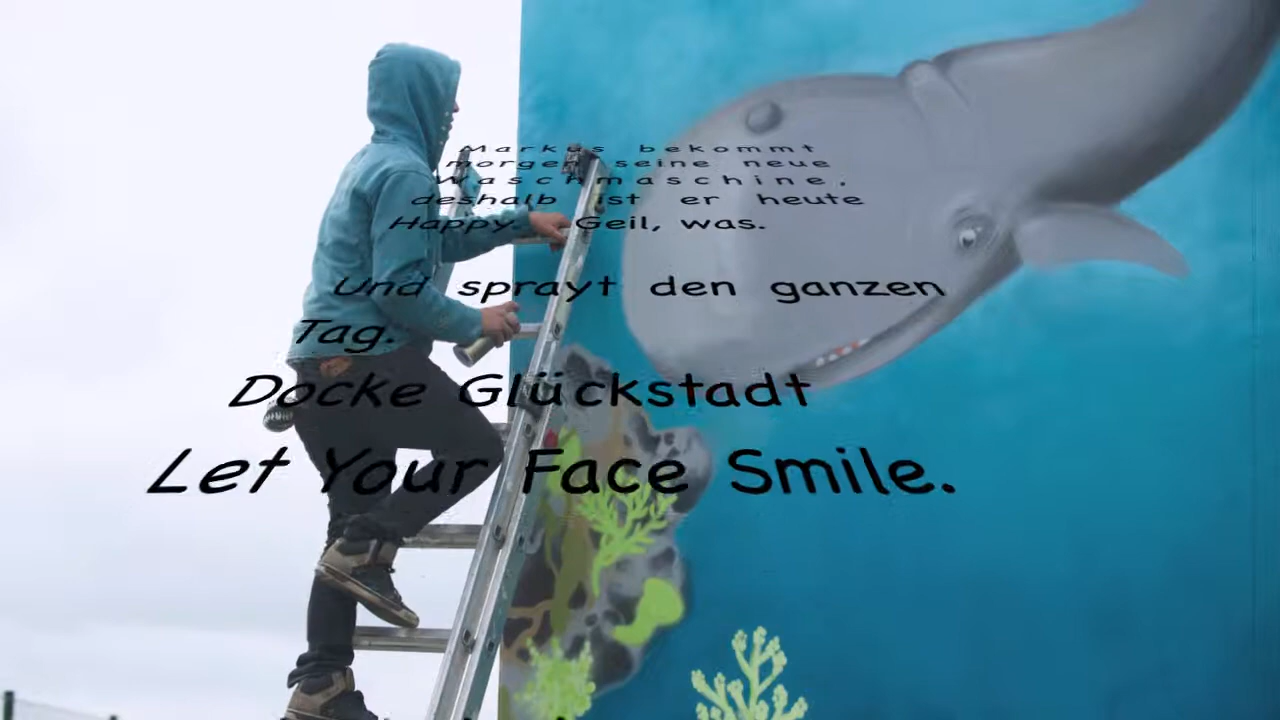 Markus bekommt
morgen seine neue
Waschmaschine,
deshalb ist er heute
Happy. Geil, was.
Und sprayt den ganzen
Tag.
Docke Glückstadt
Let Your Face Smile.